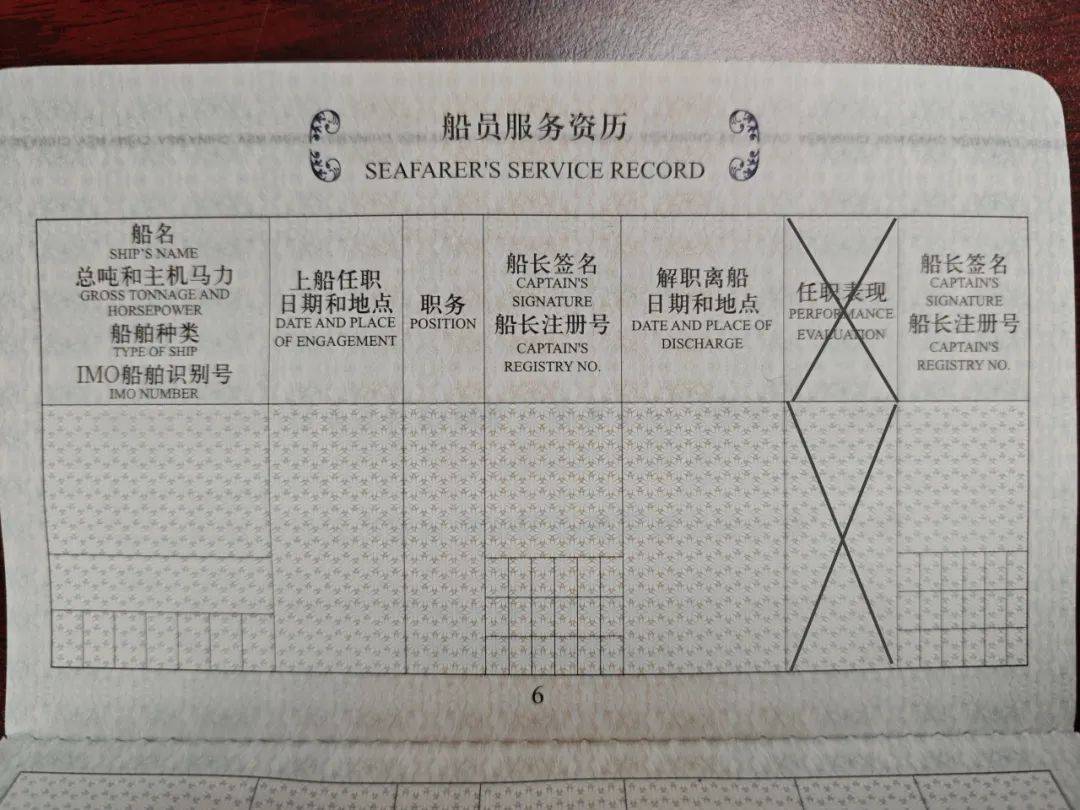 船员服务资历
SEAFARER'S SERVICE RECORD
船名
SHIP'S NAME
总吨和主机马力
GROSS TONNAGE AND
HORSEPOWER
船舶种类
TYPE OF SHIP
IMO船舶识别号
IMO NUMBER
上船任职
日期和地点
DATE AND PLACE
OF ENGAGEMENT
职务
POSITION
船长签名
CAPTAIN'S
SIGNATURE
船长注册号
CAPTAIN'S
REGISTRY NO.
解职离船
日期和地点
DATE AND PLACE OF
DISCHARGE
任职表现
PERFORMANCE
EVALUATION
船长签名
CAPTAIN'S
SIGNATURE
船长注册号
CAPTAIN'S
REGISTRY NO.
6